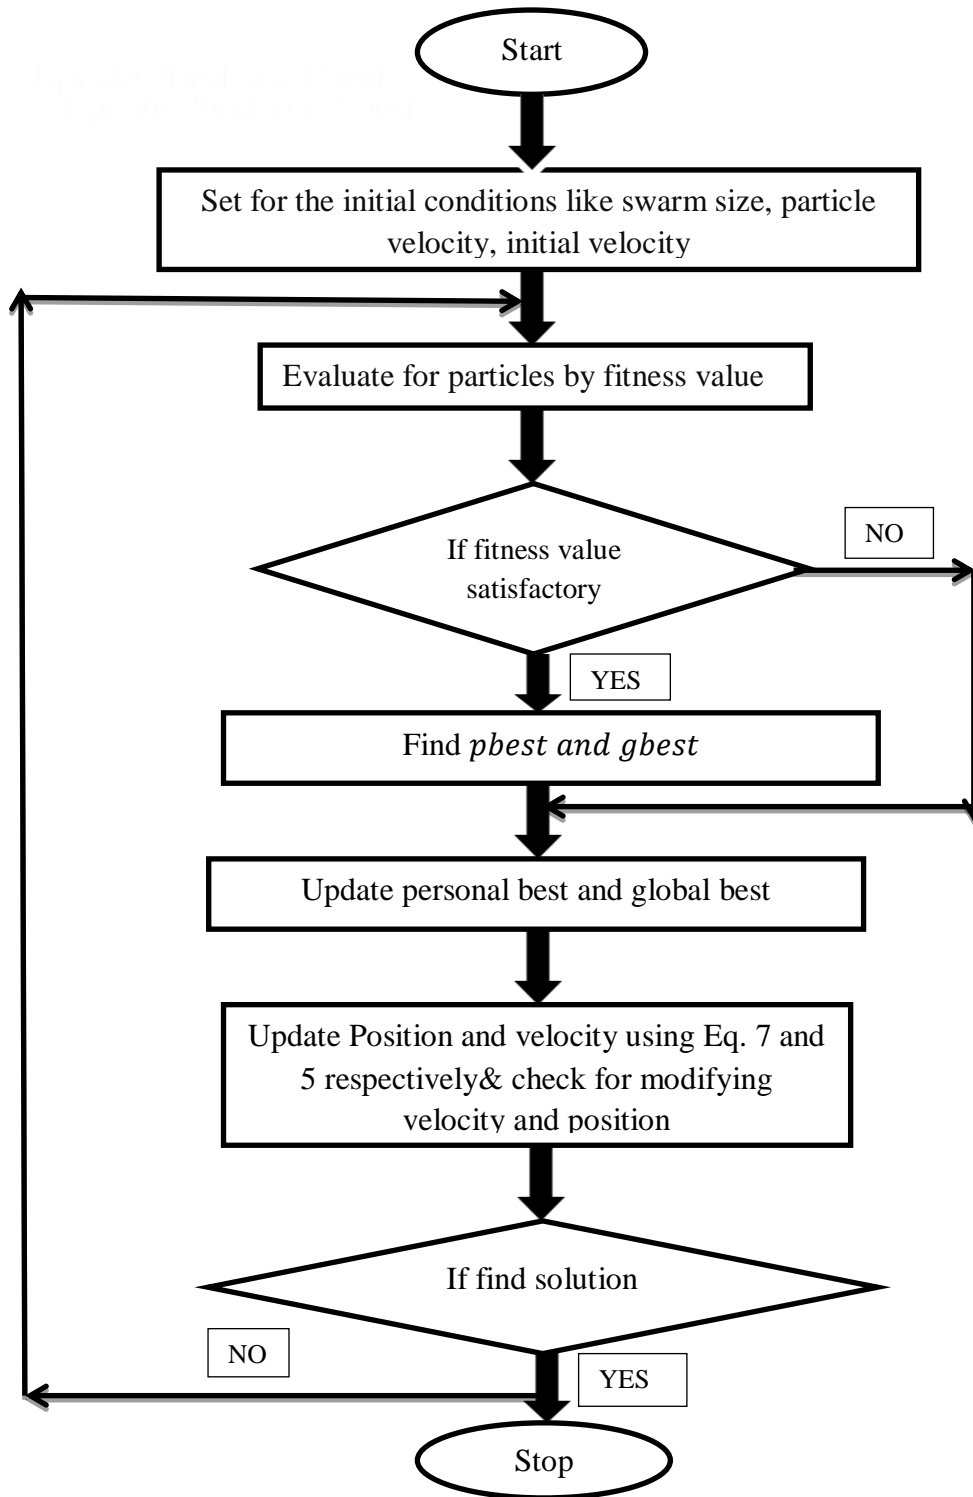 Start
Set for the initial conditions like swarm size, particle
velocity, initial velocity
Evaluate for particles by fitness value
If fitness value
satisfactory
NO
YES
Find pbest and gbest
Update personal best and global best
Update Position and velocity using Eq. 7 and
5 respectively& check for modifying
velocity and position
If find solution
NO
YES
Stop